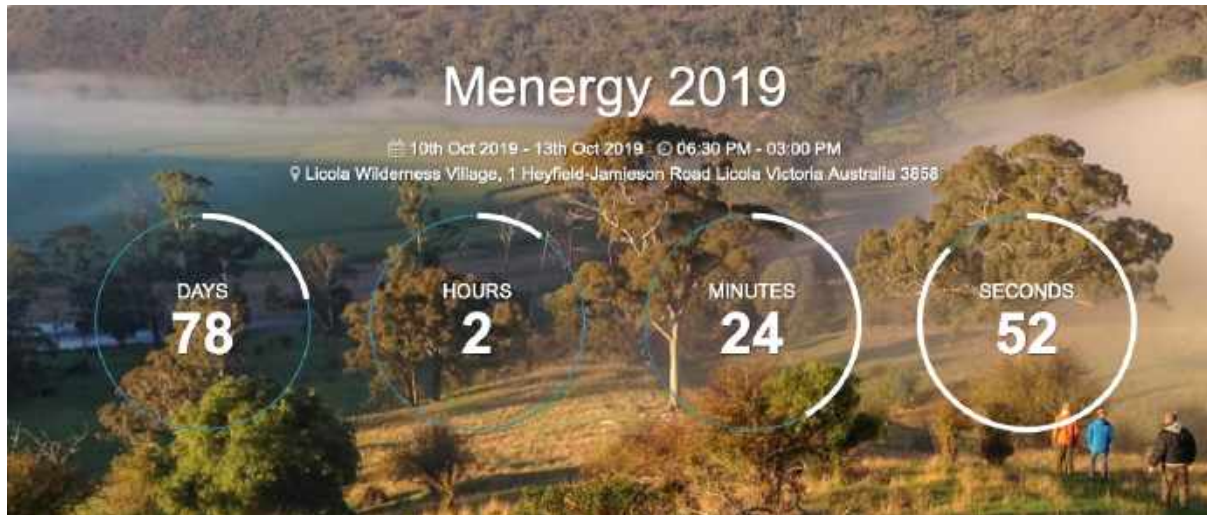 Menergy 2019
10th Oct 2019 - 13th Oct 2019 06:30 PM - 03:00 PM
Licola Wilderness Village, 1 Heyfield-Jamieson Road Licola Victoria Australia 3858
DAYS HOURS MINUTES SECONDS
78 2 24 52